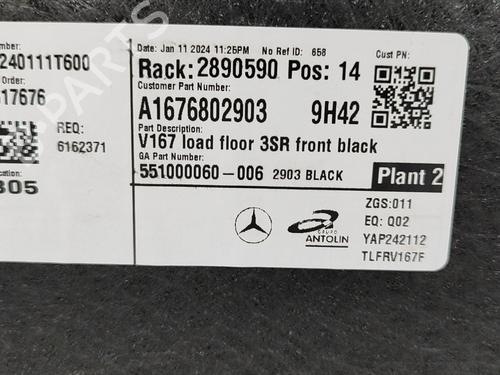 Date: Jan 11 2024 11:25PM No Ref ID: 658 Cust PN:
240111T600
Rack: 2890590 Pos: 14
Order:
17676
Customer Part Number:
A1676802903 9H42
Part Description:
V167 load floor 3SR front black
REQ:
6162371
GA Part Number:
551000060-006 2903 BLACK Plant 2
305
ZGS:011
EQ: Q02
GRUPO
ANTOLIN
YAP242112
TLFRV167F